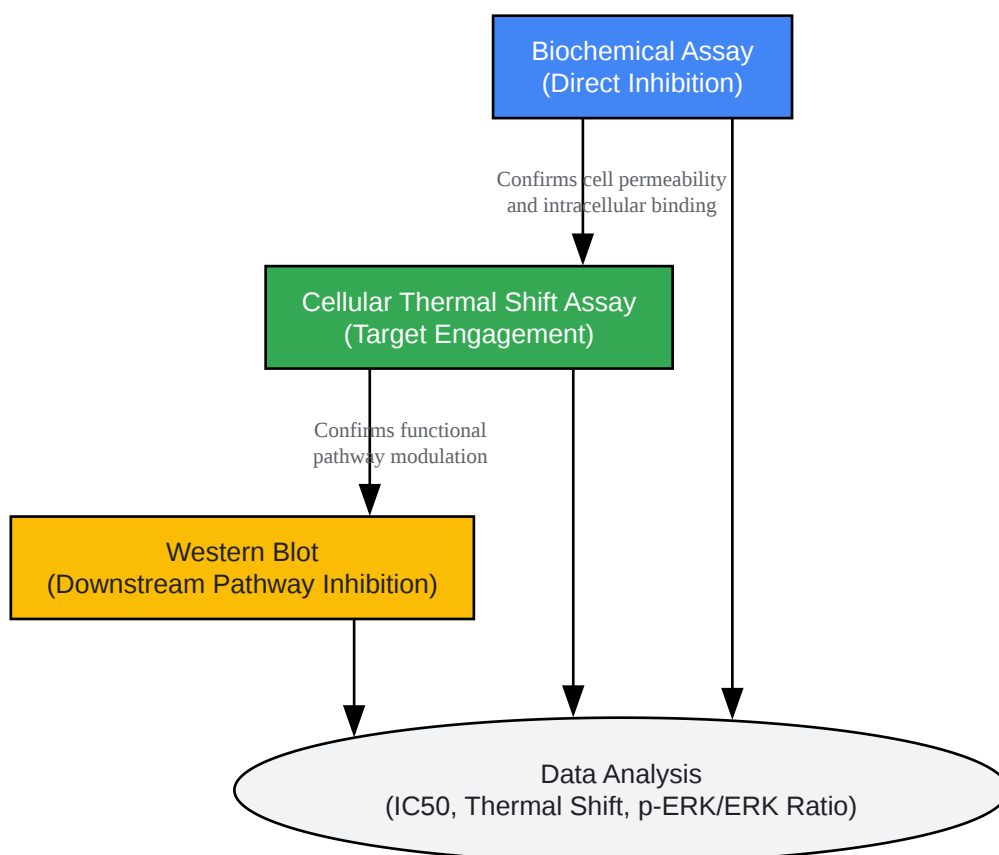 Biochemical Assay
(Direct Inhibition)
Confirms cell permeability
and intracellular binding
Cellular Thermal Shift Assay
(Target Engagement)
Confirms functional
pathway modulation
Western Blot
(Downstream Pathway Inhibition)
Data Analysis
(IC50, Thermal Shift, p-ERK/ERK Ratio)